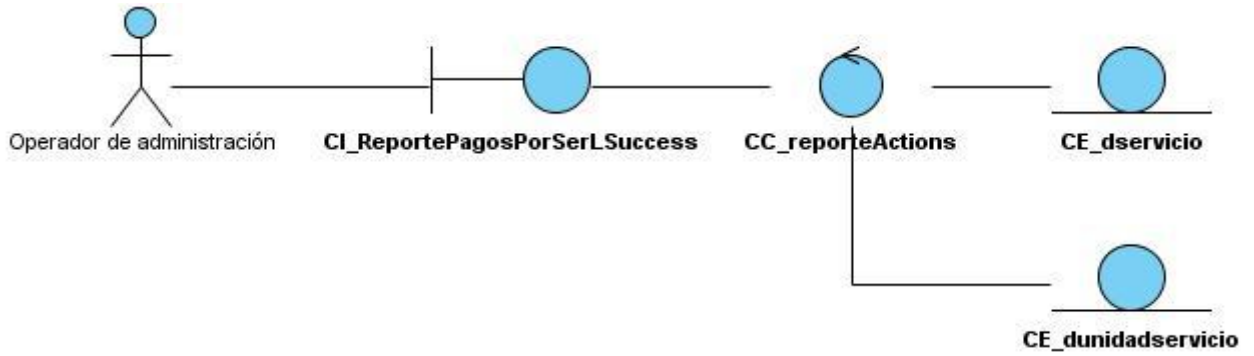 Operador de administración
CI_ReportePagosPorSerLSuccess
CC_reporteActions
CE_dservicio
CE_dunidadservicio